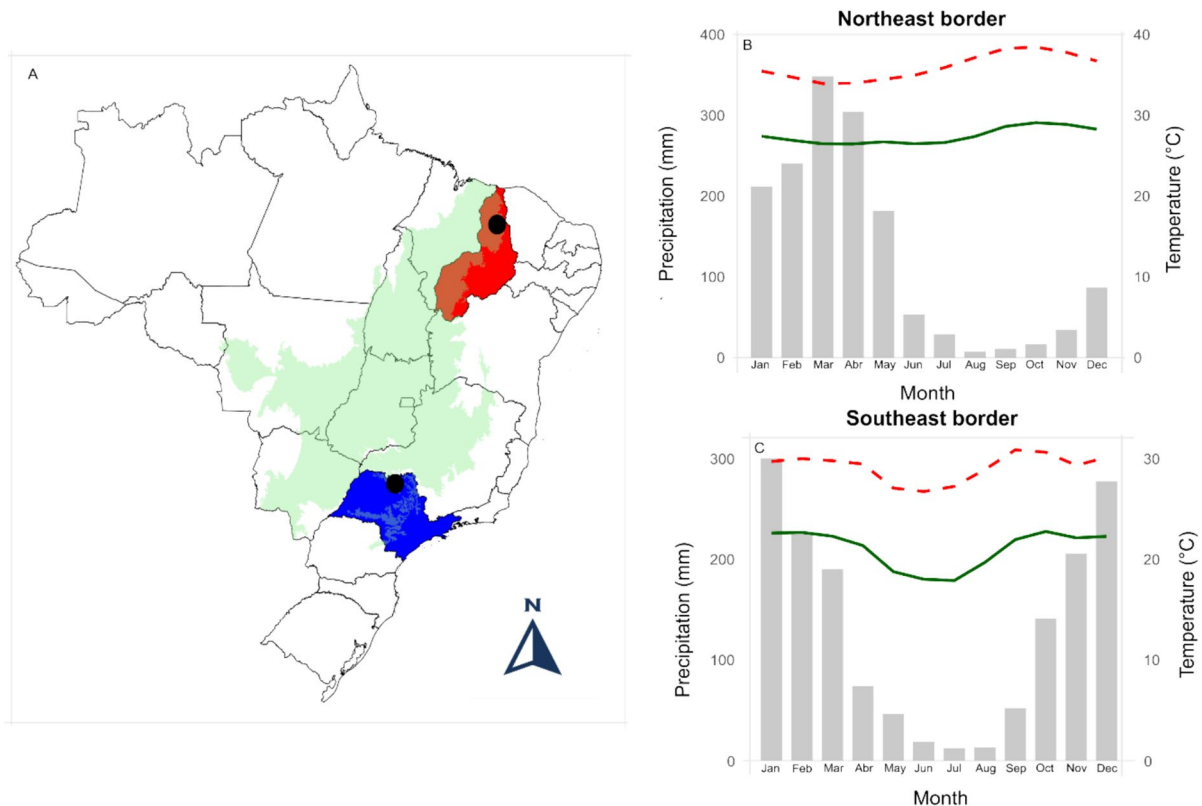 A
N
Northeast border
B
Precipitation (mm)
400
300
200
100
0
Temperature (°C)
40
30
20
10
0
Jan Feb Mar Abr May Jun Jul Aug Sep Oct Nov Dec
Month
Southeast border
C
Precipitation (mm)
300
200
100
0
Temperature (°C)
30
20
10
0
Jan Feb Mar Abr May Jun Jul Aug Sep Oct Nov Dec
Month